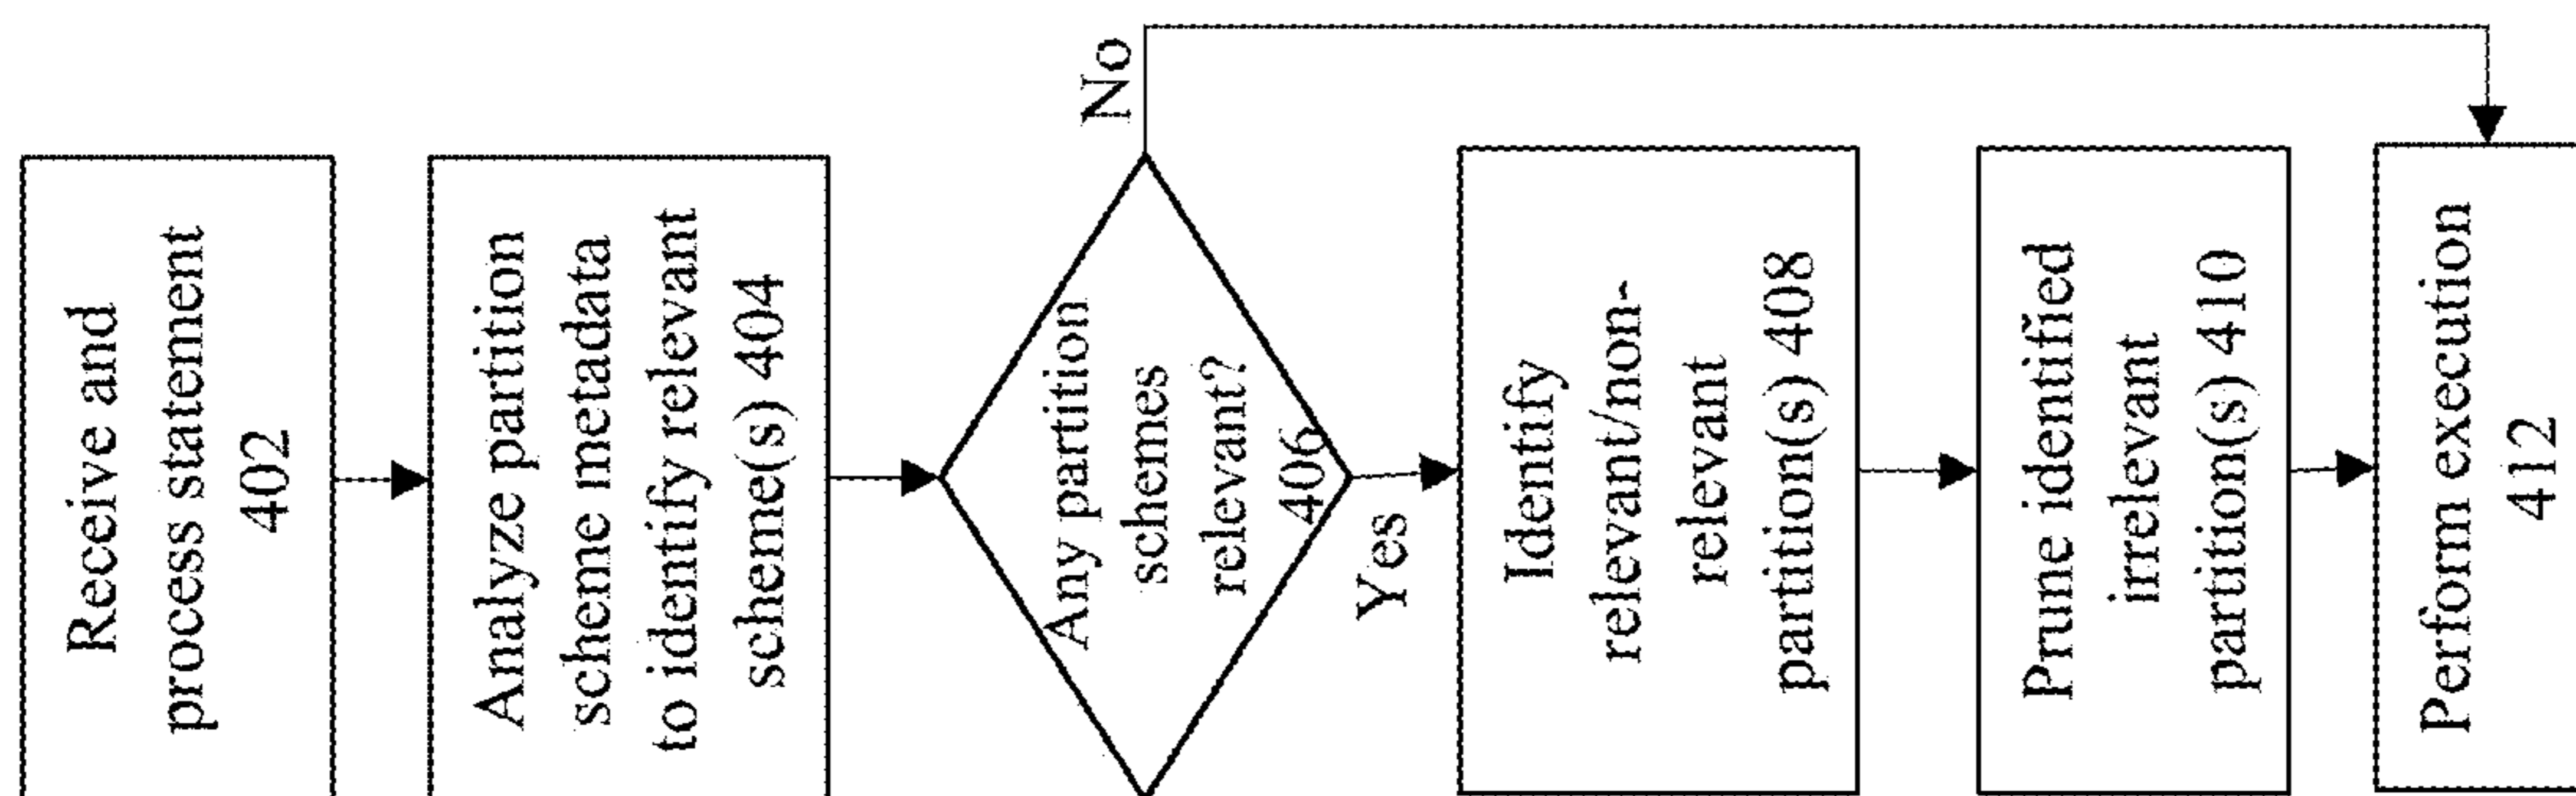 Receive and
process statement
402
Analyze partition
scheme metadata
to identify relevant
scheme(s) 404
Any partition
schemes
relevant?
406
No
Yes
Identify
relevant/non-
relevant
partition(s) 408
Prune identified
irrelevant
partition(s) 410
Perform execution
412